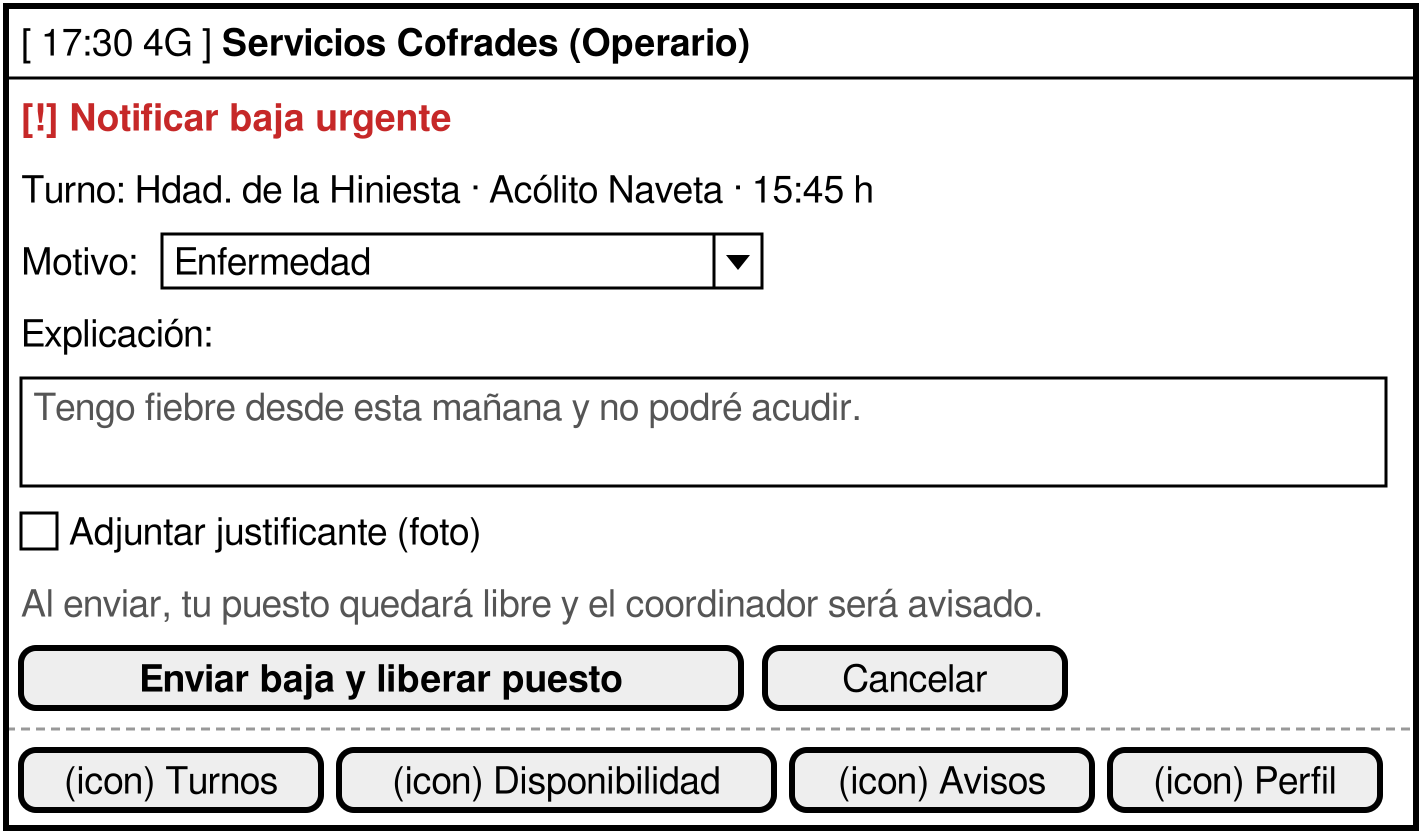 [ 17:30 4G ] Servicios Cofrades (Operario)
[!] Notificar baja urgente
Turno: Hdad. de la Hiniesta · Acólito Naveta · 15:45 h
Motivo: Enfermedad
Explicación:
Tengo fiebre desde esta mañana y no podré acudir.
Adjuntar justificante (foto)
Al enviar, tu puesto quedará libre y el coordinador será avisado.
Enviar baja y liberar puesto Cancelar
(icon) Turnos (icon) Disponibilidad (icon) Avisos (icon) Perfil